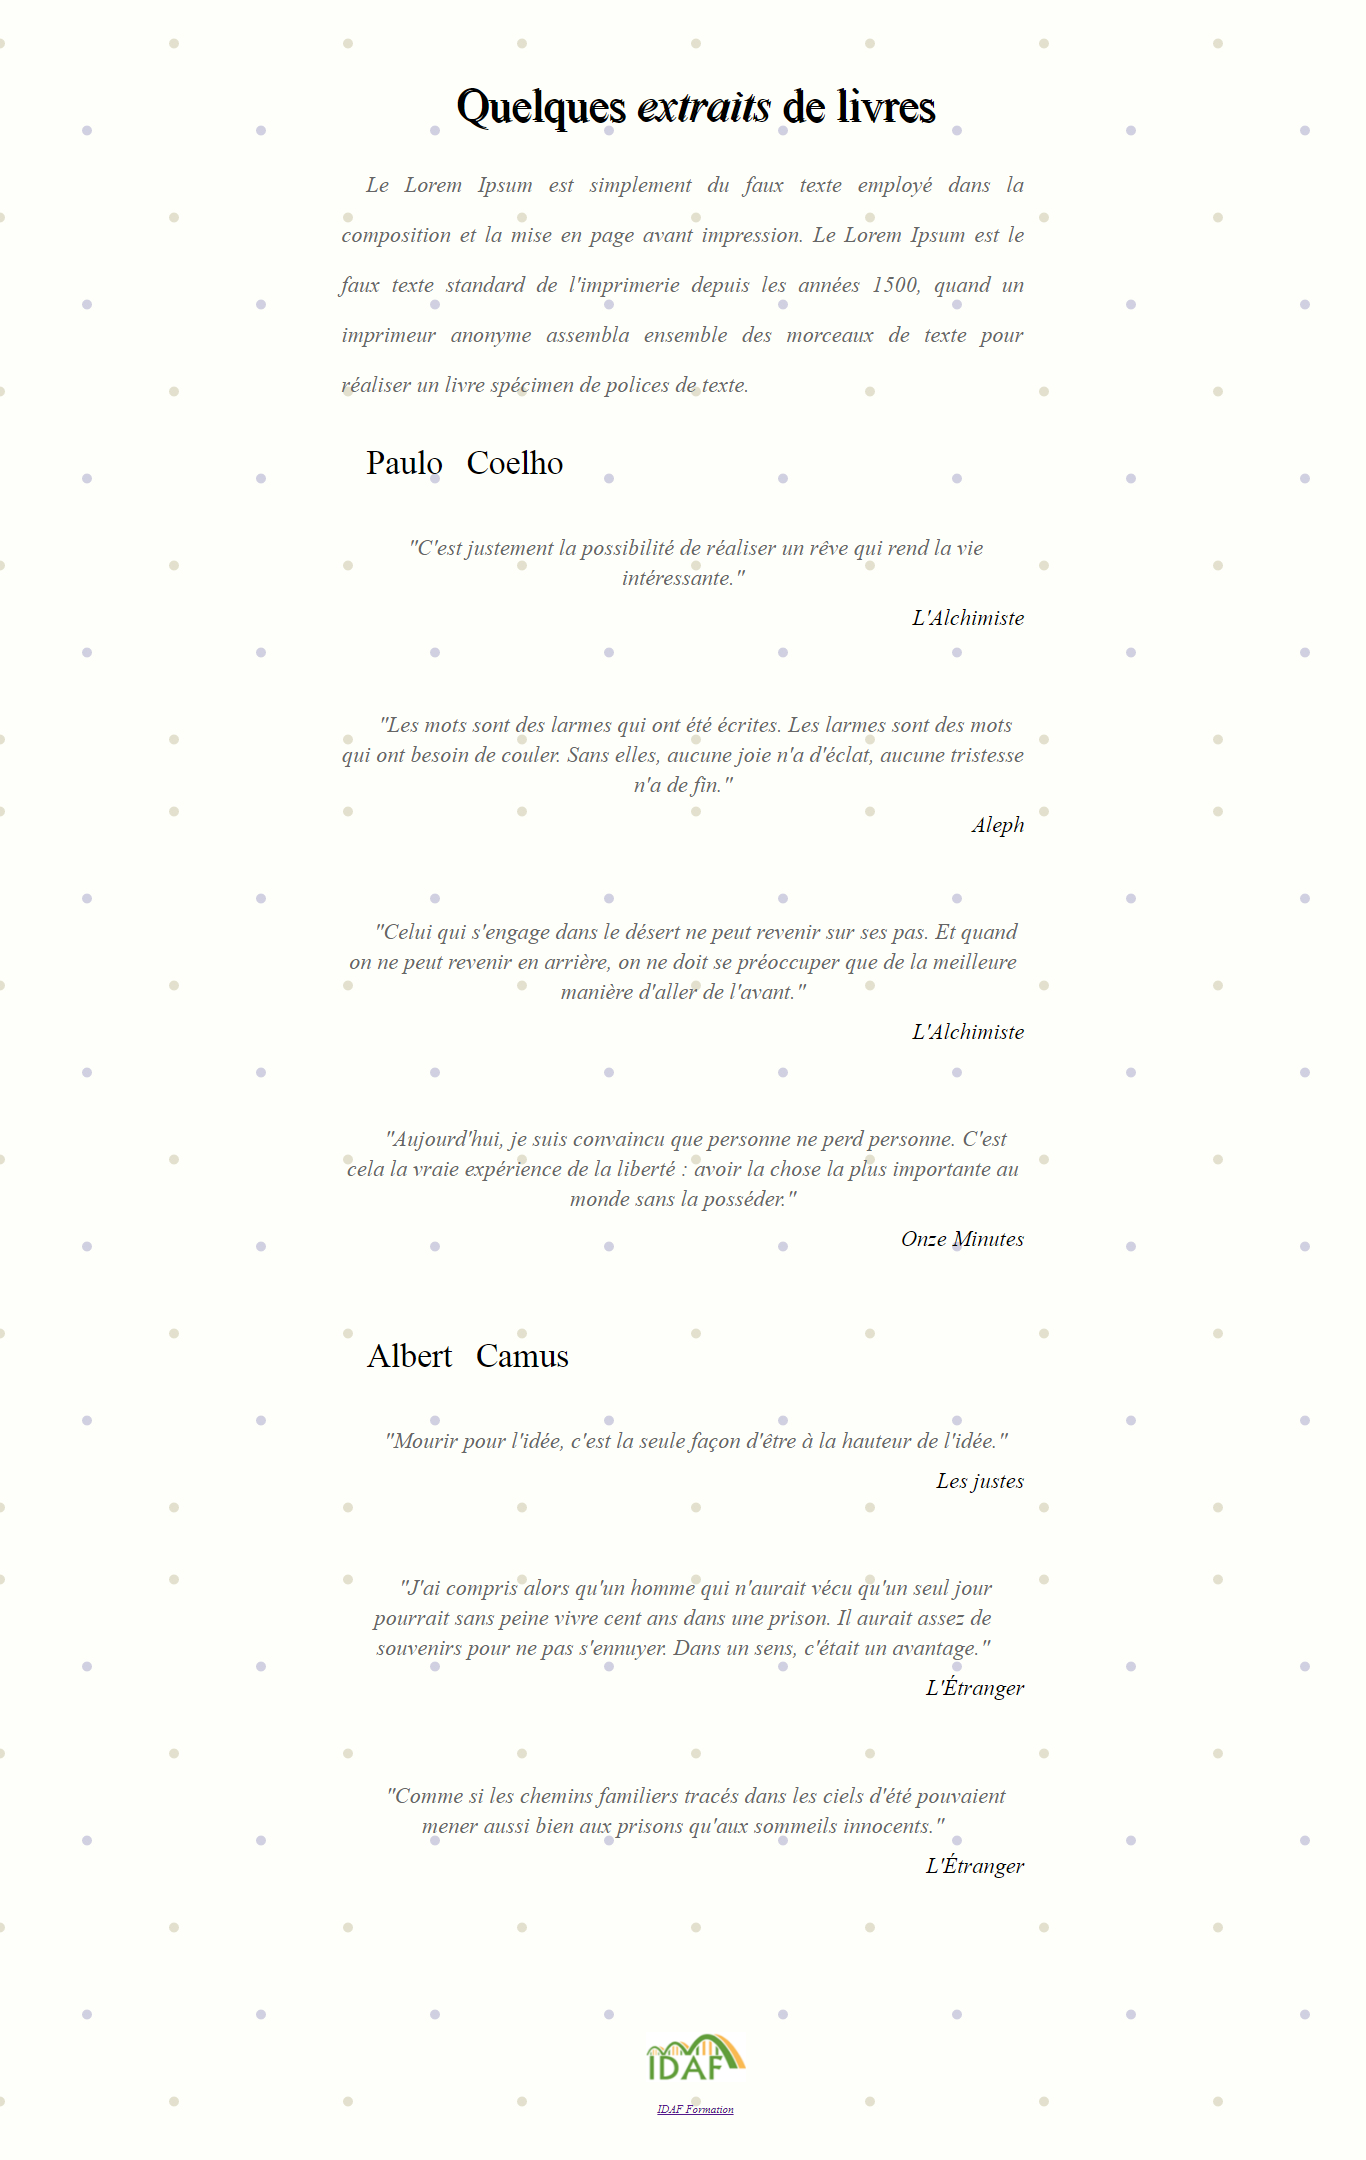 Quelques extraits de livres
Le Lorem Ipsum est simplement du faux texte employé dans la
composition et la mise en page avant impression. Le Lorem Ipsum est le
faux texte standard de l'imprimerie depuis les années 1500, quand un
imprimeur anonyme assembla ensemble des morceaux de texte pour
réaliser un livre spécimen de polices de texte.
Paulo Coelho
"C'est justement la possibilité de réaliser un rêve qui rend la vie
intéressante."
L'Alchimiste
"Les mots sont des larmes qui ont été écrites. Les larmes sont des mots
qui ont besoin de couler. Sans elles, aucune joie n'a d'éclat, aucune tristesse
n'a de fin."
Aleph
"Celui qui s'engage dans le désert ne peut revenir sur ses pas. Et quand
on ne peut revenir en arrière, on ne doit se préoccuper que de la meilleure
manière d'aller de l'avant."
L'Alchimiste
"Aujourd'hui, je suis convaincu que personne ne perd personne. C'est
cela la vraie expérience de la liberté : avoir la chose la plus importante au
monde sans la posséder."
Onze Minutes
Albert Camus
"Mourir pour l'idée, c'est la seule façon d'être à la hauteur de l'idée."
Les justes
"J'ai compris alors qu'un homme qui n'aurait vécu qu'un seul jour
pourrait sans peine vivre cent ans dans une prison. Il aurait assez de
souvenirs pour ne pas s'ennuyer. Dans un sens, c'était un avantage."
L'Étranger
"Comme si les chemins familiers tracés dans les ciels d'été pouvaient
mener aussi bien aux prisons qu'aux sommeils innocents."
L'Étranger
IDAF
IDAF Formation